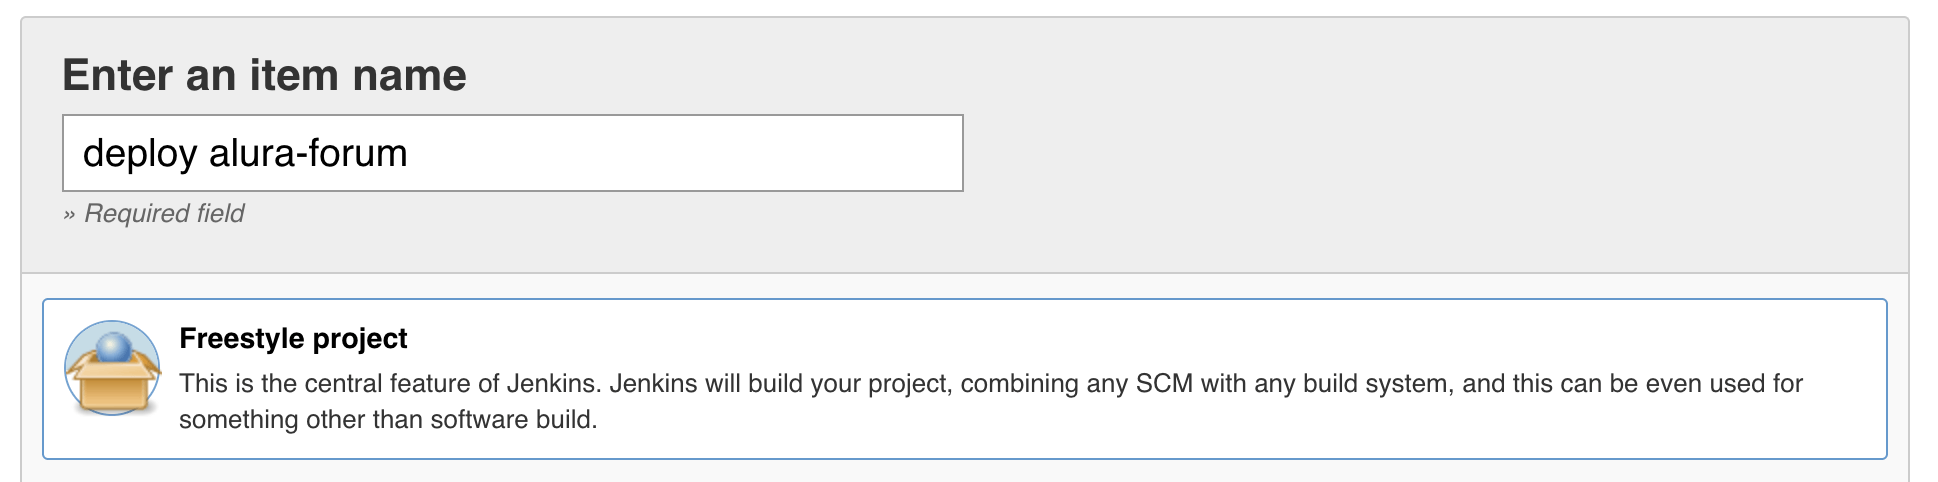 Enter an item name
deploy alura-forum
» Required field
Freestyle project
This is the central feature of Jenkins. Jenkins will build your project, combining any SCM with any build system, and this can be even used for
something other than software build.